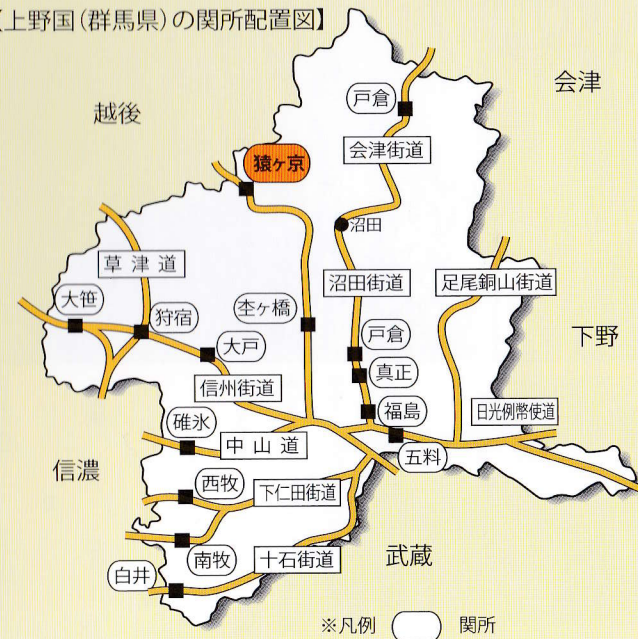 【上野国(群馬県)の関所配置図】
会津
越後
戸倉
会津街道
猿ヶ京
沼田
草津道
沼田街道
足尾銅山街道
大笹
狩宿
杢ヶ橋
大戸
戸倉
下野
真正
信州街道
福島
日光例幣使道
碓氷
中山道
五料
信濃
西牧
下仁田街道
南牧
十石街道
武蔵
白井
※凡例
関所